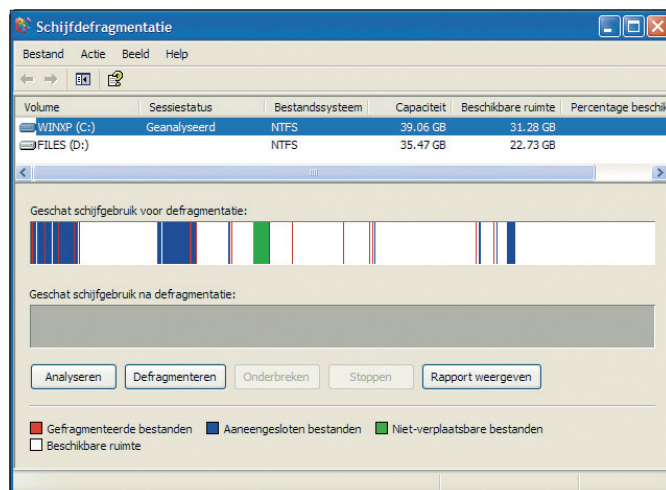 Schijfdefragmentatie
Bestand Actie Beeld Help
Volume Sessiestatus Bestandssysteem Capaciteit Beschikbare ruimte Percentage beschik
WINXP (C:) Geanalyseerd NTFS 39.06 GB 31.28 GB
FILES (D:) NTFS 35.47 GB 22.73 GB
Geschat schijfgebruik voor defragmentatie:
Geschat schijfgebruik na defragmentatie:
Analyseren Defragmenteren Onderbreken Stoppen Rapport weergeven
Gefragmenteerde bestanden Aaneengesloten bestanden Niet-verplaatsbare bestanden
Beschikbare ruimte